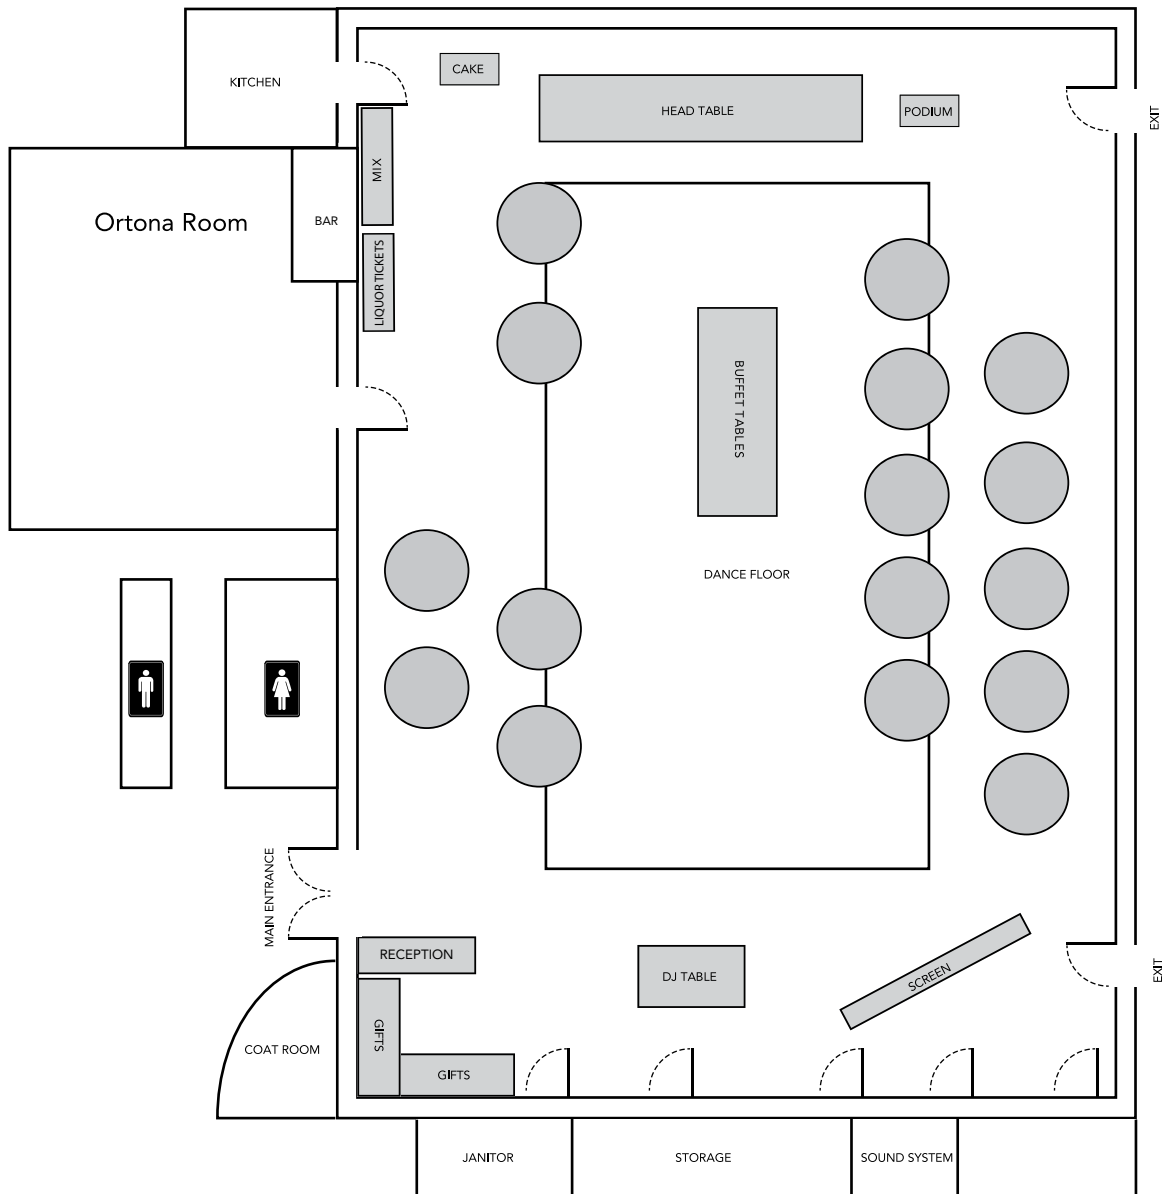 CAKE
KITCHEN
HEAD TABLE
PODIUM
EXIT
MIX
Ortona Room
BAR
LIQUOR TICKETS
BUFFET TABLES
DANCE FLOOR
MAIN ENTRANCE
RECEPTION
DJ TABLE
SCREEN
EXIT
GIFTS
COAT ROOM
GIFTS
JANITOR
STORAGE
SOUND SYSTEM